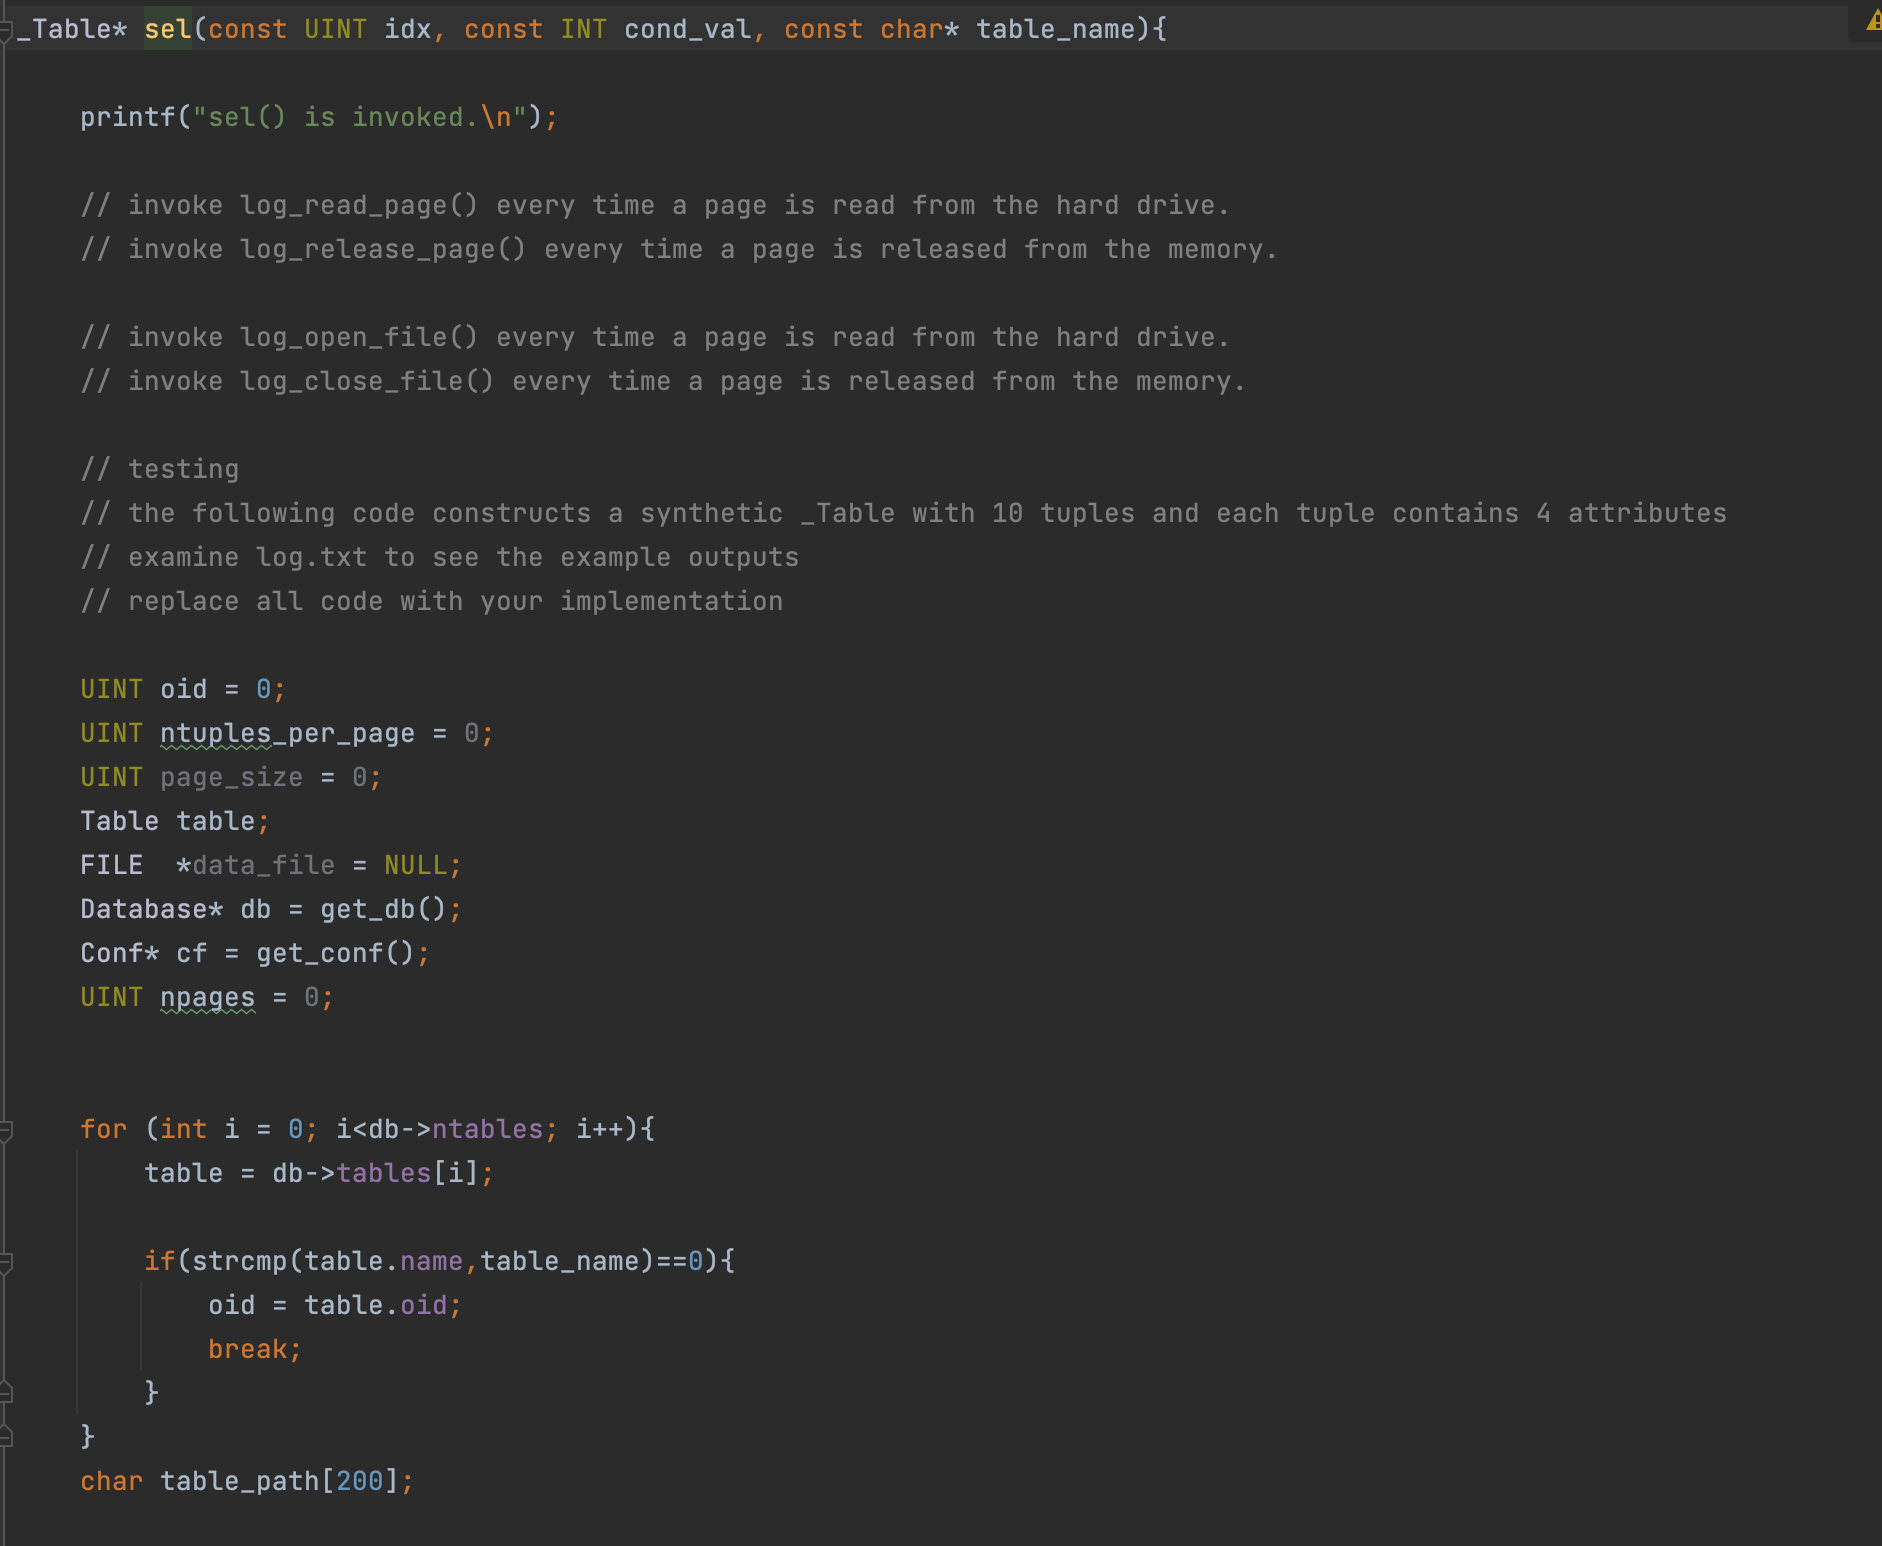 _Table* sel(const UINT idx, const INT cond_val, const char* table_name){
printf("sel() is invoked.\n");
// invoke log_read_page() every time a page is read from the hard drive.
// invoke log_release_page() every time a page is released from the memory.
// invoke log_open_file() every time a page is read from the hard drive.
// invoke log_close_file() every time a page is released from the memory.
// testing
// the following code constructs a synthetic _Table with 10 tuples and each tuple contains 4 attributes
// examine log.txt to see the example outputs
// replace all code with your implementation
UINT oid = 0;
UINT ntuples_per_page = 0;
UINT page_size = 0;
Table table;
FILE  *data_file = NULL;
Database* db = get_db();
Conf* cf = get_conf();
UINT npages = 0;
for (int i = 0; i<db->ntables; i++){
table = db->tables[i];
if(strcmp(table.name,table_name)==0){
oid = table.oid;
break;
}
}
char table_path[200];